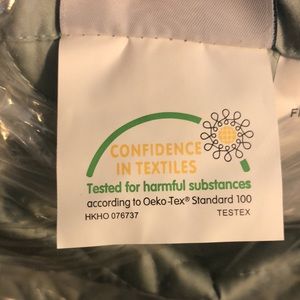 CONFIDENCE
IN TEXTILES
Tested for harmful substances
according to Oeko-Tex® Standard 100
HKHO 076737 TESTEX